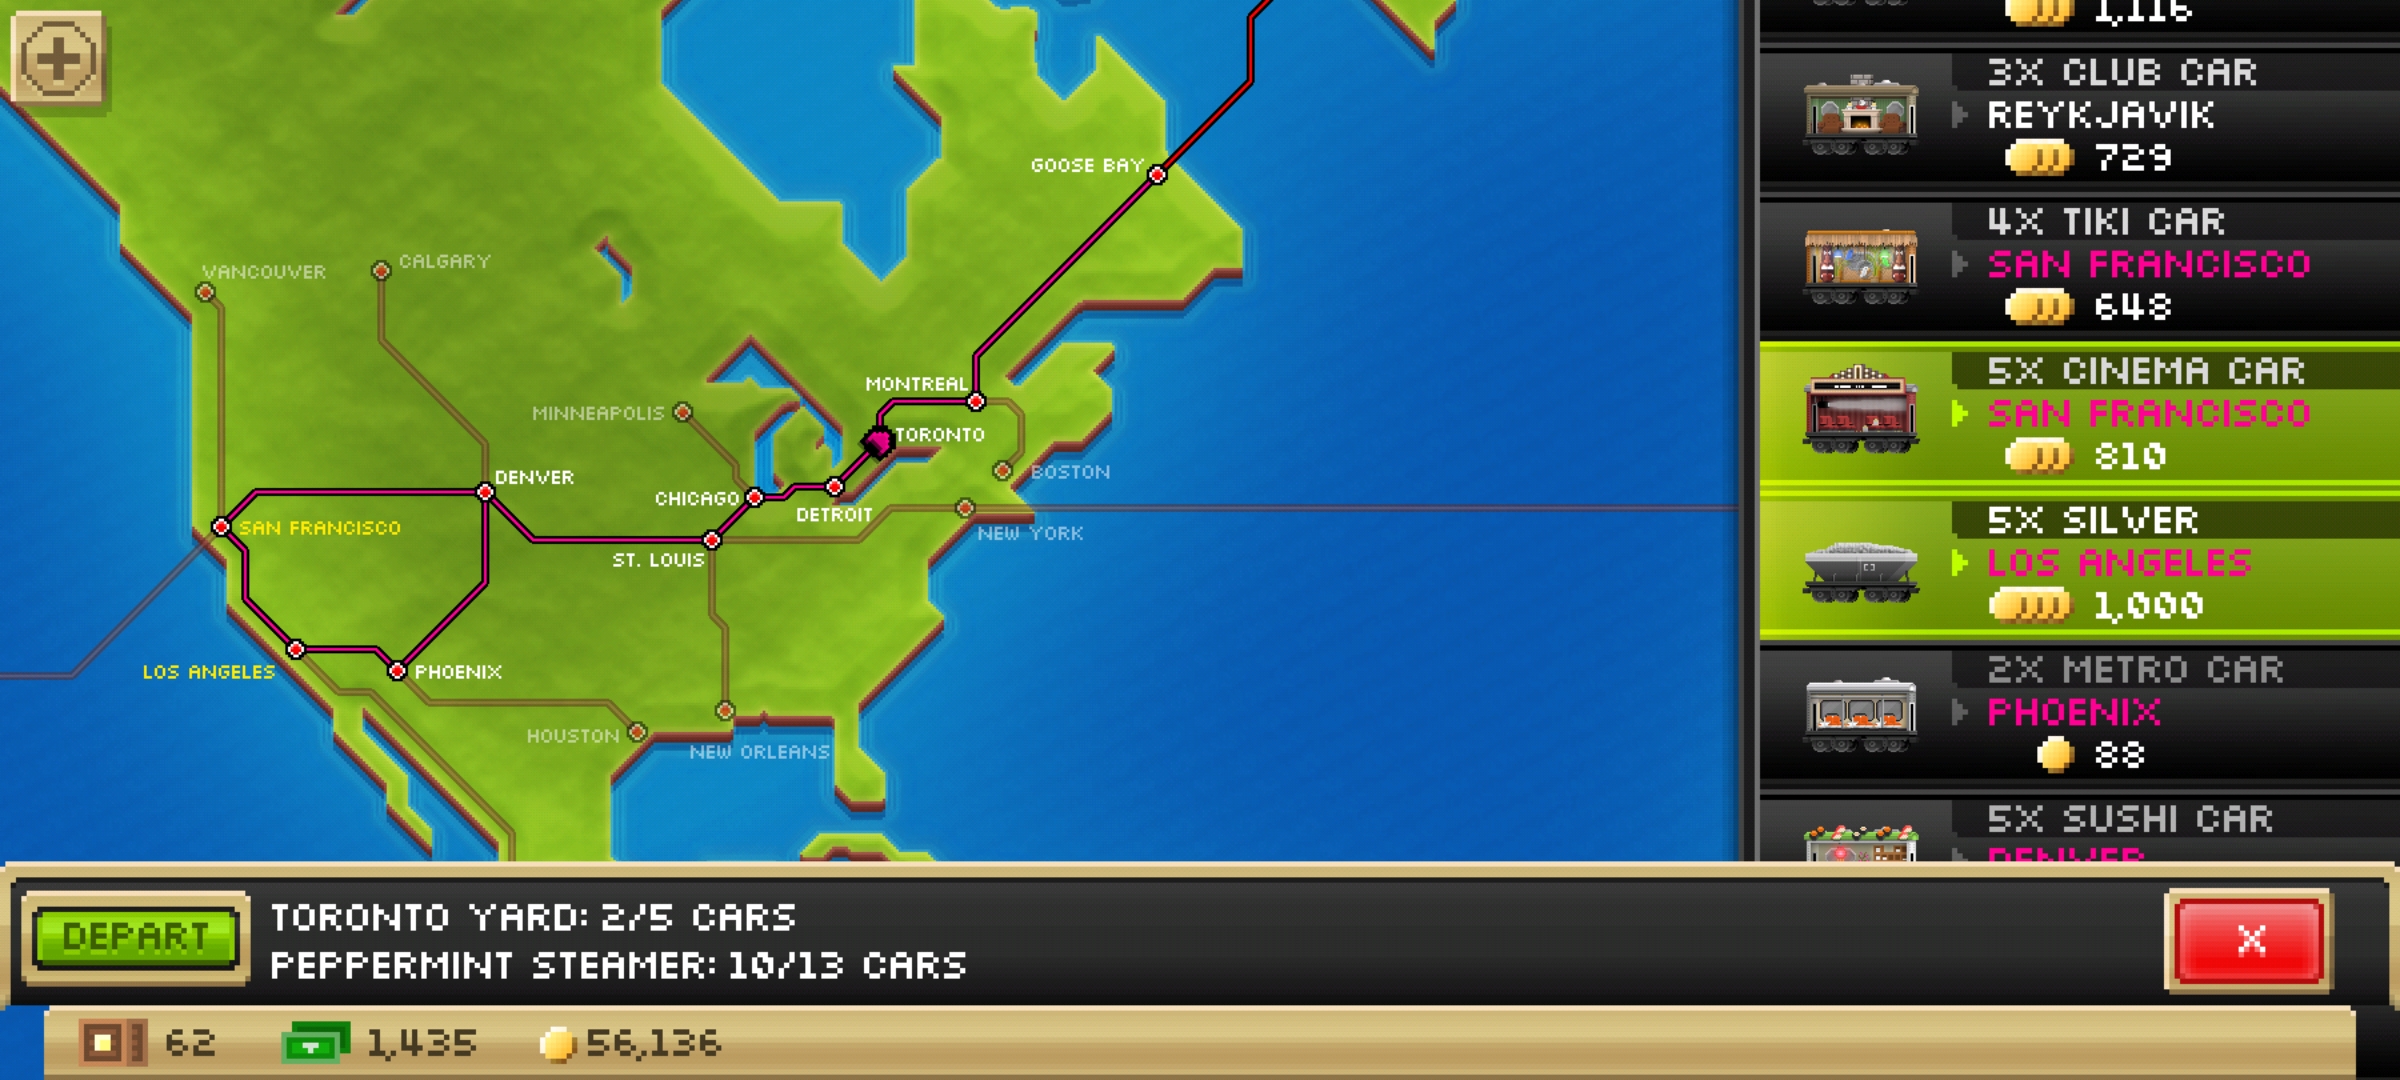 1,116
3X CLUB CAR
REYKJAVIK
729
4X TIKI CAR
SAN FRANCISCO
648
5X CINEMA CAR
SAN FRANCISCO
810
5X SILVER
LOS ANGELES
1,000
2X METRO CAR
PHOENIX
88
5X SUSHI CAR
DENVER
GOOSE BAY
VANCOUVER
CALGARY
MONTREAL
MINNEAPOLIS
TORONTO
BOSTON
DENVER
CHICAGO
DETROIT
SAN FRANCISCO
NEW YORK
ST. LOUIS
LOS ANGELES
PHOENIX
HOUSTON
NEW ORLEANS
DEPART
TORONTO YARD: 2/5 CARS
PEPPERMINT STEAMER: 10/13 CARS
X
62
1,435
56,136